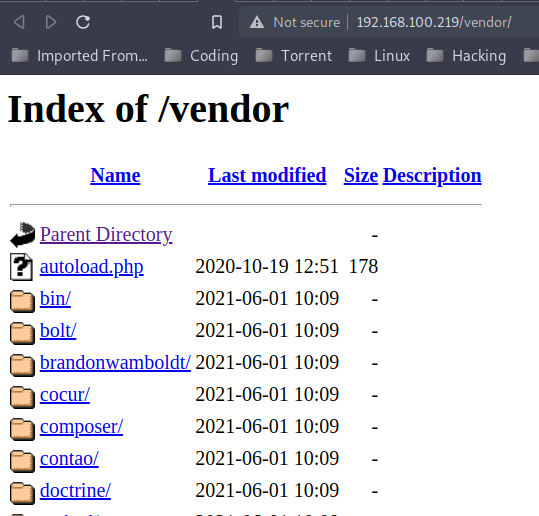 Not secure 192.168.100.219/vendor/
Imported From... Coding Torrent Linux Hacking
Index of /vendor
Name Last modified Size Description
Parent Directory -
autoload.php 2020-10-19 12:51 178
bin/ 2021-06-01 10:09 -
bolt/ 2021-06-01 10:09 -
brandonwamboldt/ 2021-06-01 10:09 -
cocur/ 2021-06-01 10:09 -
composer/ 2021-06-01 10:09 -
contao/ 2021-06-01 10:09 -
doctrine/ 2021-06-01 10:09 -